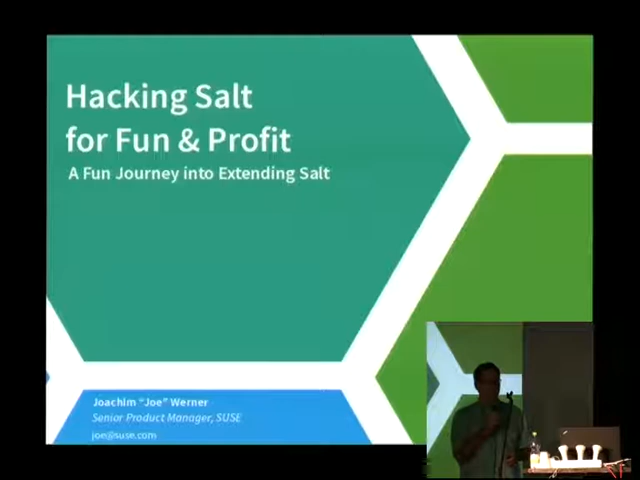 Hacking Salt
for Fun & Profit
A Fun Journey into Extending Salt
Joachim "Joe" Werner
Senior Product Manager, SUSE
joe@suse.com